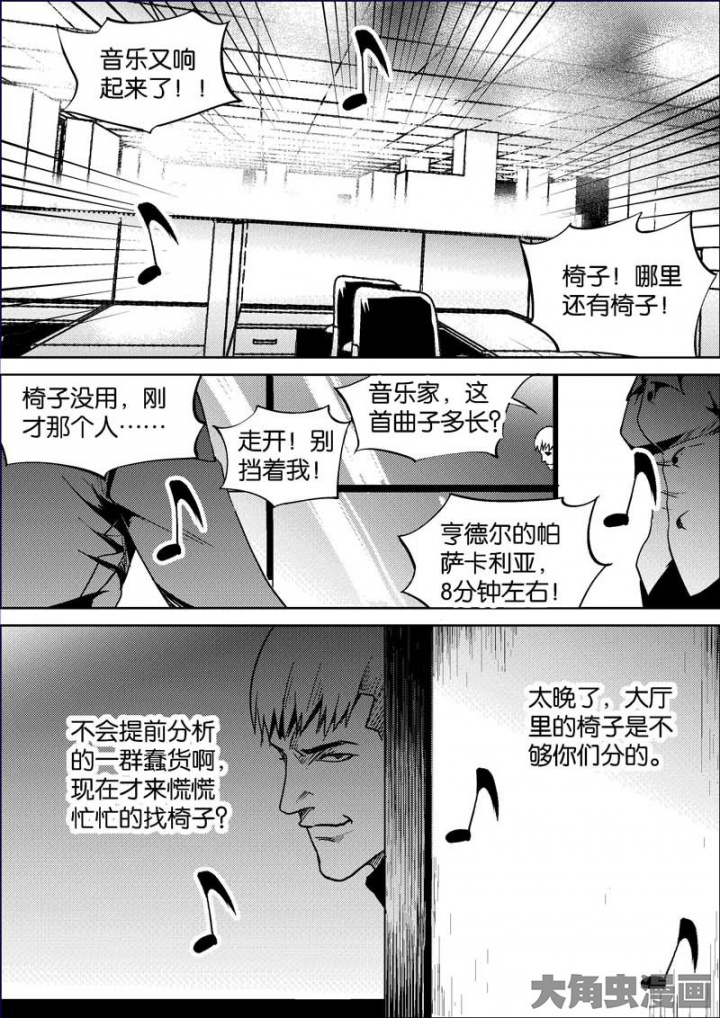 音乐又响
起来了！！
椅子！哪里
还有椅子！
椅子没用，刚
才那个人……
走开！别
挡着我！
音乐家，这
首曲子多长？
亨德尔的帕
萨卡利亚，
8分钟左右！
不会提前分析
的一群蠢货啊，
现在才来慌慌
忙忙的找椅子？
太晚了，大厅
里的椅子是不
够你们分的。
大角虫漫画